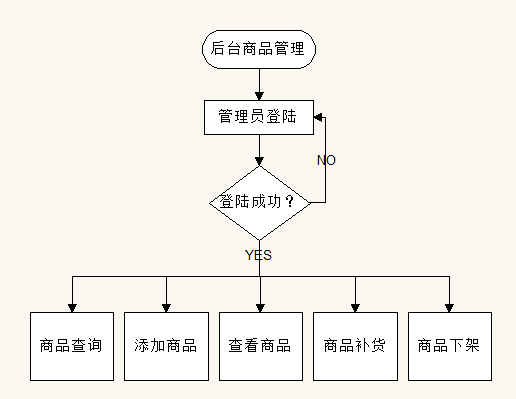 后台商品管理
管理员登陆
NO
登陆成功？
YES
商品查询
添加商品
查看商品
商品补货
商品下架